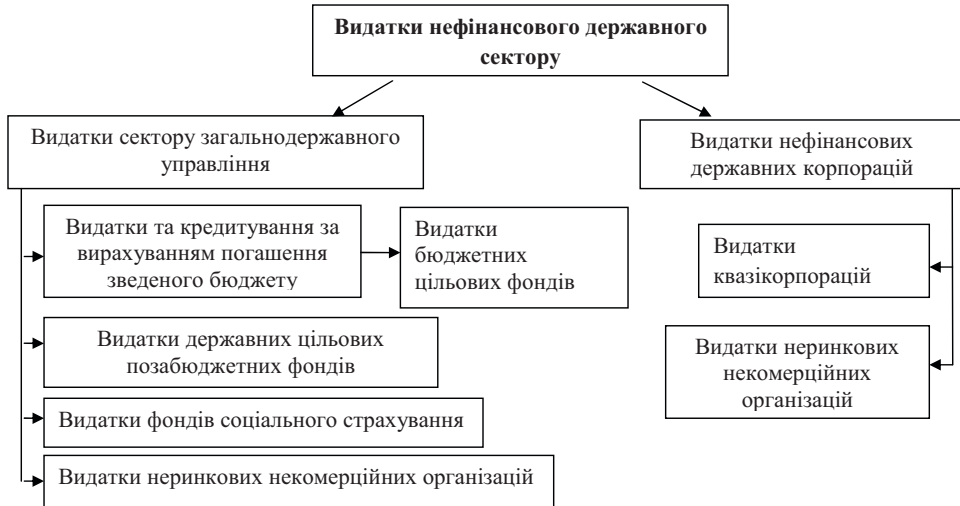 Видатки нефінансового державного
сектору
Видатки сектору загальнодержавного
управління
Видатки нефінансових
державних корпорацій
Видатки та кредитування за
вирахуванням погашення
зведеного бюджету
Видатки
бюджетних
цільових фондів
Видатки
квазікорпорацій
Видатки державних цільових
позабюджетних фондів
Видатки неринкових
некомерційних
організацій
Видатки фондів соціального страхування
Видатки неринкових некомерційних організацій